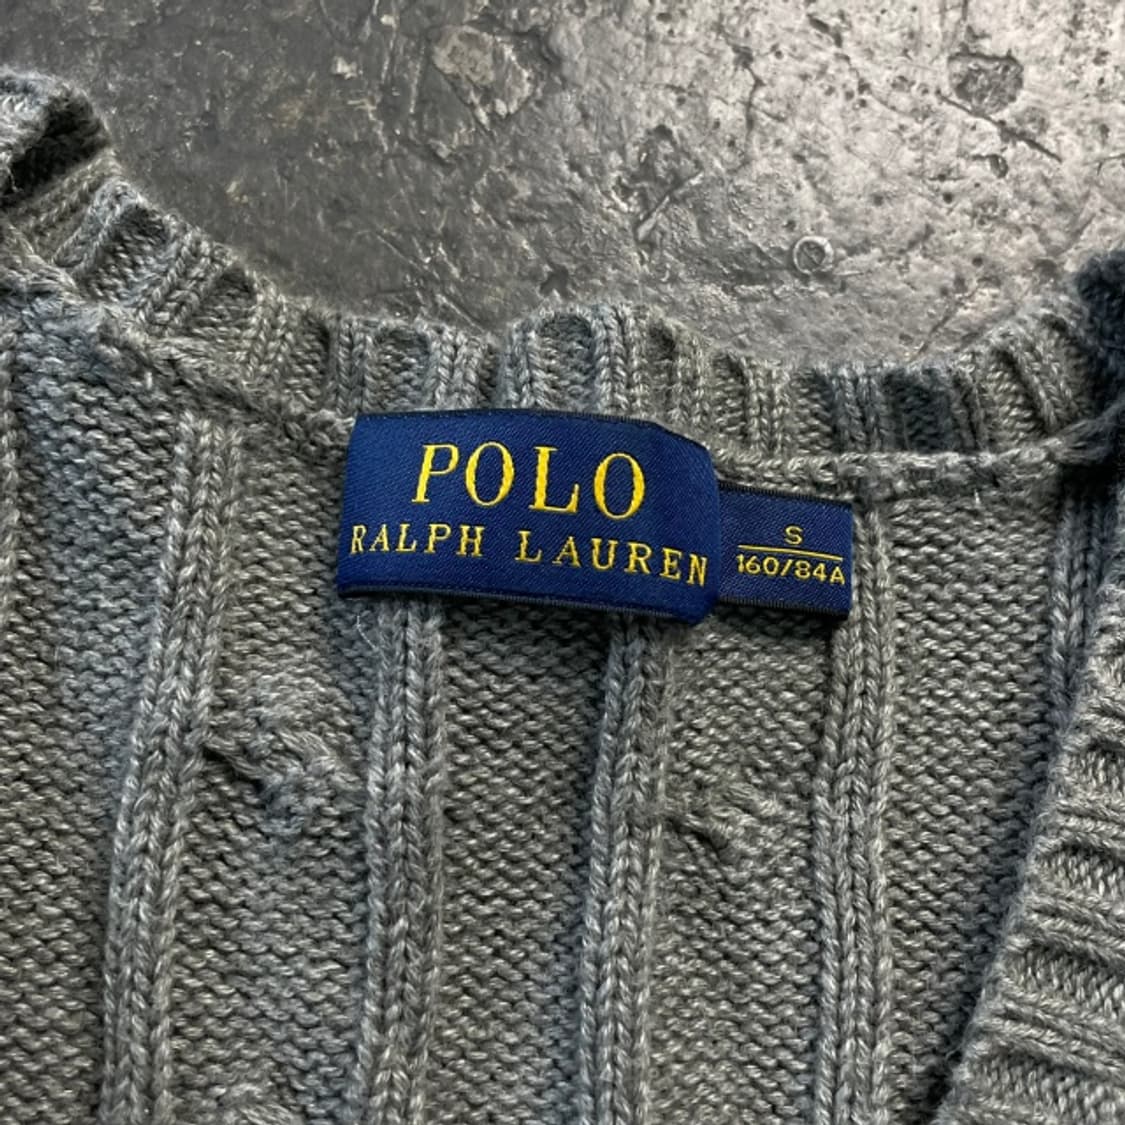 POLO
RALPH LAUREN
S
160/84A